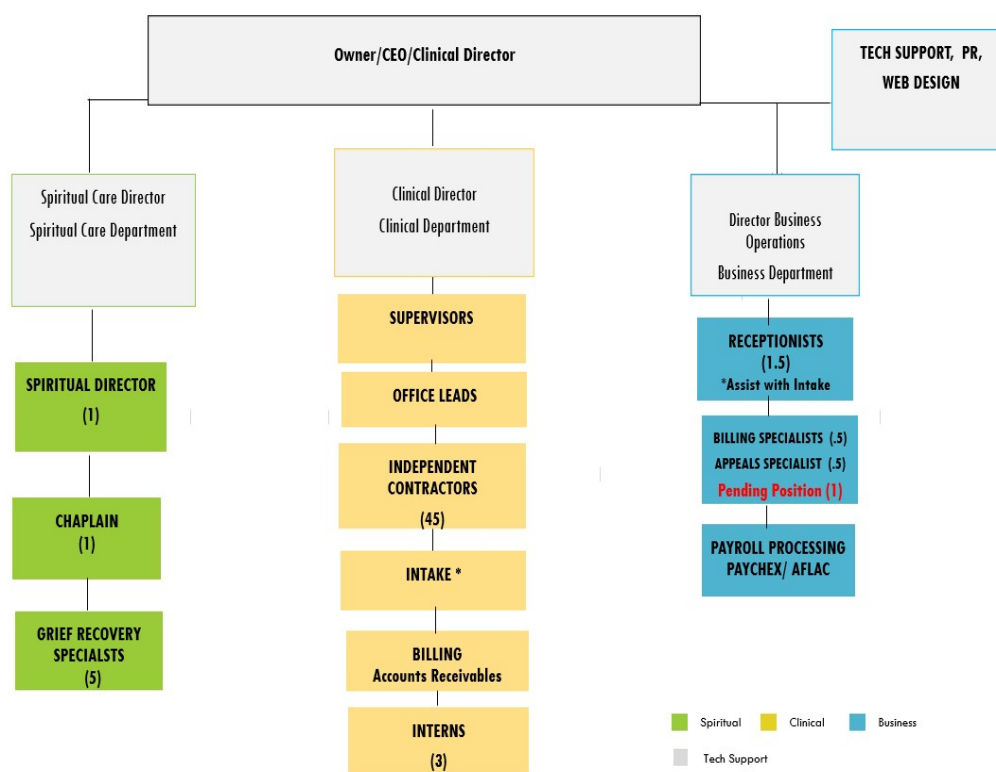 Owner/CEO/Clinical Director
TECH SUPPORT, PR,
WEB DESIGN
Spiritual Care Director
Spiritual Care Department
Clinical Director
Clinical Department
Director Business
Operations
Business Department
SPIRITUAL DIRECTOR
(1)
CHAPLAIN
(1)
GRIEF RECOVERY
SPECIALSTS
(5)
SUPERVISORS
OFFICE LEADS
INDEPENDENT
CONTRACTORS
(45)
INTAKE *
BILLING
Accounts Receivables
INTERNS
(3)
RECEPTIONISTS
(1.5)
*Assist with Intake
BILLING SPECIALISTS (.5)
APPEALS SPECIALIST (.5)
Pending Position (1)
PAYROLL PROCESSING
PAYCHEX/ AFLAC
Spiritual
Clinical
Business
Tech Support